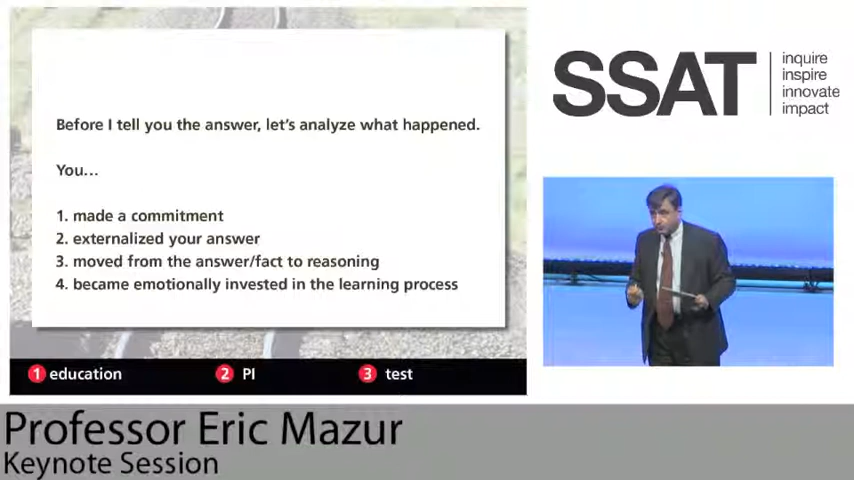 Before I tell you the answer, let's analyze what happened.
You...
1. made a commitment
2. externalized your answer
3. moved from the answer/fact to reasoning
4. became emotionally invested in the learning process
1 education
2 PI
3 test
SSAT
inquire
inspire
innovate
impact
Professor Eric Mazur
Keynote Session